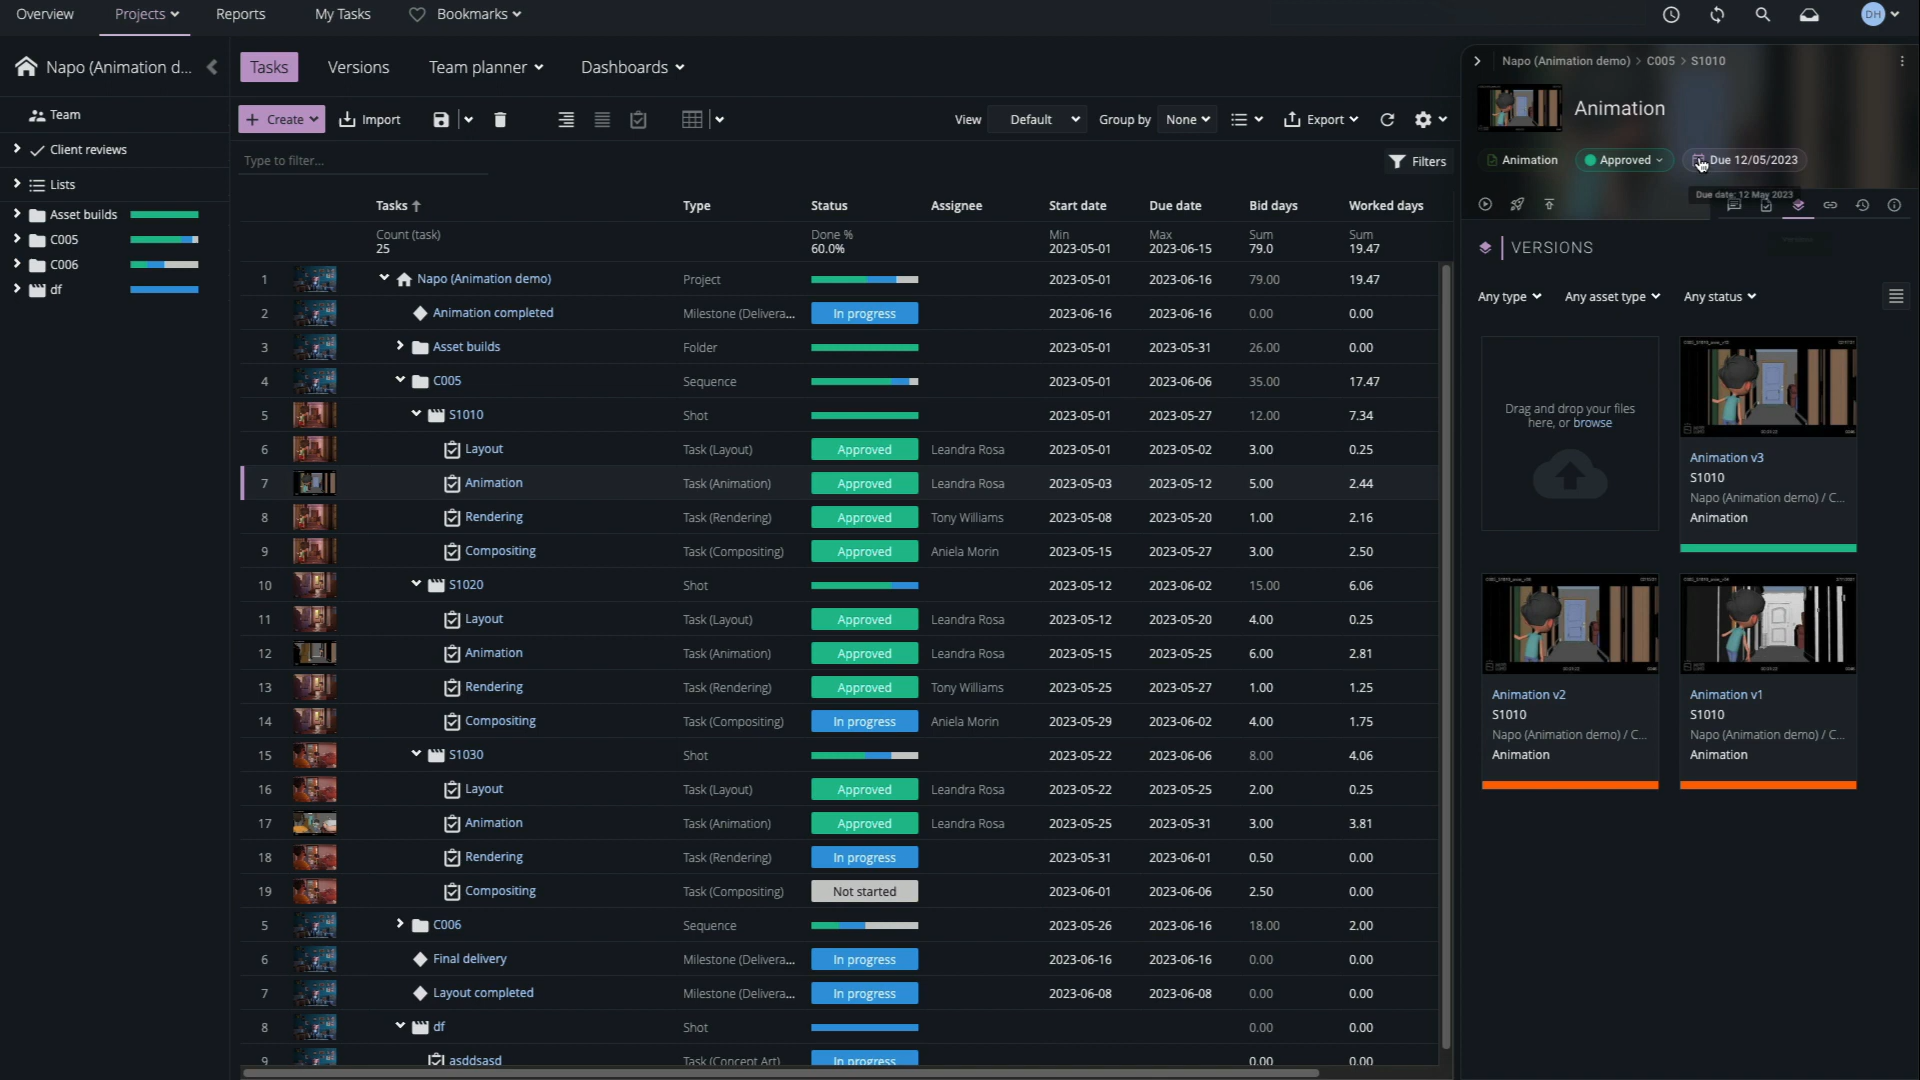 Overview Projects Reports My Tasks Bookmarks DH
Napo (Animation d...
Team
Client reviews
Lists
Asset builds
C005
C006
df
Tasks Versions Team planner Dashboards
+ Create Import View Default Group by None Export
Type to filter... Filters
Tasks Type Status Assignee Start date Due date Bid days Worked days
Count (task) Done % Min Max Sum Sum
25 60.0% 2023-05-01 2023-06-15 79.0 19.47
1 Napo (Animation demo) Project 2023-05-01 2023-06-16 79.00 19.47
2 Animation completed Milestone (Delivera... In progress 2023-06-16 2023-06-16 0.00 0.00
3 Asset builds Folder 2023-05-01 2023-05-31 26.00 0.00
4 C005 Sequence 2023-05-01 2023-06-06 35.00 17.47
5 S1010 Shot 2023-05-01 2023-05-27 12.00 7.34
6 Layout Task (Layout) Approved Leandra Rosa 2023-05-01 2023-05-02 3.00 0.25
7 Animation Task (Animation) Approved Leandra Rosa 2023-05-03 2023-05-12 5.00 2.44
8 Rendering Task (Rendering) Approved Tony Williams 2023-05-08 2023-05-20 1.00 2.16
9 Compositing Task (Compositing) Approved Aniela Morin 2023-05-15 2023-05-27 3.00 2.50
10 S1020 Shot 2023-05-12 2023-06-02 15.00 6.06
11 Layout Task (Layout) Approved Leandra Rosa 2023-05-12 2023-05-20 4.00 0.25
12 Animation Task (Animation) Approved Leandra Rosa 2023-05-15 2023-05-25 6.00 2.81
13 Rendering Task (Rendering) Approved Tony Williams 2023-05-25 2023-05-27 1.00 1.25
14 Compositing Task (Compositing) In progress Aniela Morin 2023-05-29 2023-06-02 4.00 1.75
15 S1030 Shot 2023-05-22 2023-06-06 8.00 4.06
16 Layout Task (Layout) Approved Leandra Rosa 2023-05-22 2023-05-25 2.00 0.25
17 Animation Task (Animation) Approved Leandra Rosa 2023-05-25 2023-05-31 3.00 3.81
18 Rendering Task (Rendering) In progress 2023-05-31 2023-06-01 0.50 0.00
19 Compositing Task (Compositing) Not started 2023-06-01 2023-06-06 2.50 0.00
5 C006 Sequence 2023-05-26 2023-06-16 18.00 2.00
6 Final delivery Milestone (Delivera... In progress 2023-06-16 2023-06-16 0.00 0.00
7 Layout completed Milestone (Delivera... In progress 2023-06-08 2023-06-08 0.00 0.00
8 df Shot 0.00 0.00
9 asddsasd Task (Concept Art) In progress 0.00 0.00
Napo (Animation demo) > C005 > S1010
Animation
Animation Approved Due 12/05/2023
Due date: 12 May 2023
VERSIONS
Any type Any asset type Any status
Drag and drop your files
here, or browse
Animation v3
S1010
Napo (Animation demo) / C...
Animation
Animation v2
S1010
Napo (Animation demo) / C...
Animation
Animation v1
S1010
Napo (Animation demo) / C...
Animation